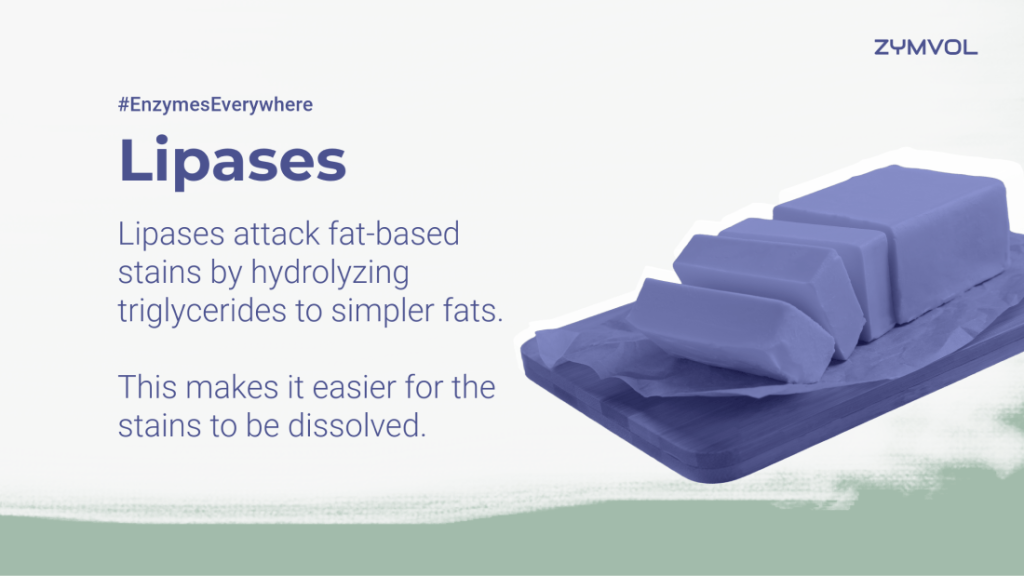 ZYMVOL
#EnzymesEverywhere
Lipases
Lipases attack fat-based
stains by hydrolyzing
triglycerides to simpler fats.
This makes it easier for the
stains to be dissolved.